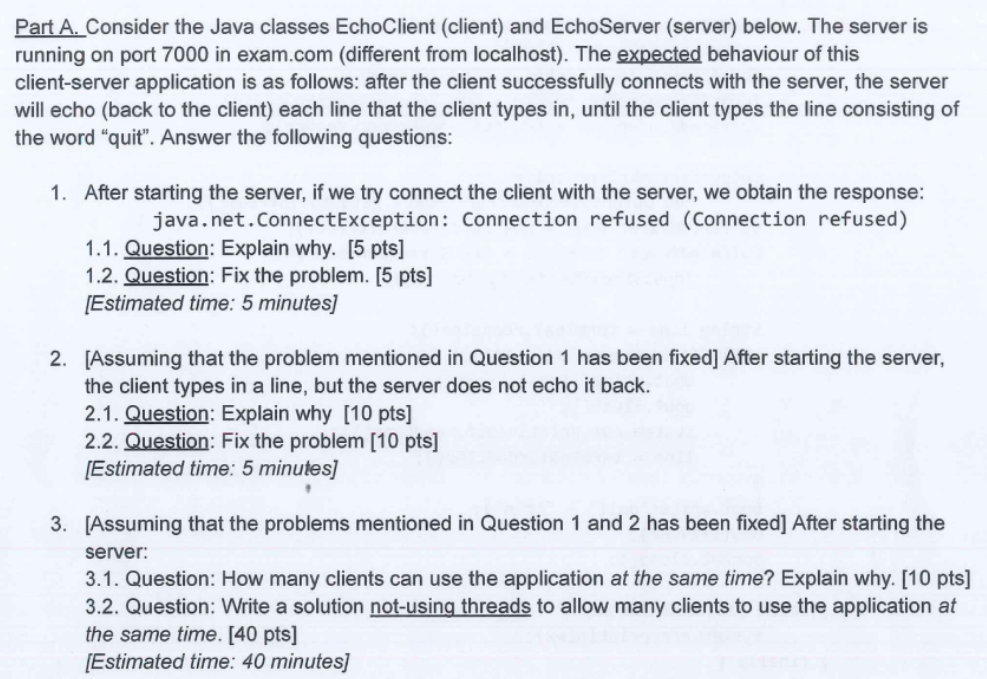 Part A. Consider the Java classes EchoClient (client) and EchoServer (server) below. The server is
running on port 7000 in exam.com (different from localhost). The expected behaviour of this
client-server application is as follows: after the client successfully connects with the server, the server
will echo (back to the client) each line that the client types in, until the client types the line consisting of
the word “quit”. Answer the following questions:
1. After starting the server, if we try connect the client with the server, we obtain the response:
java.net.ConnectException: Connection refused (Connection refused)
1.1. Question: Explain why. [5 pts]
1.2. Question: Fix the problem. [5 pts]
[Estimated time: 5 minutes]
2. [Assuming that the problem mentioned in Question 1 has been fixed] After starting the server,
the client types in a line, but the server does not echo it back.
2.1. Question: Explain why [10 pts]
2.2. Question: Fix the problem [10 pts]
[Estimated time: 5 minutes]
3. [Assuming that the problems mentioned in Question 1 and 2 has been fixed] After starting the
server:
3.1. Question: How many clients can use the application at the same time? Explain why. [10 pts]
3.2. Question: Write a solution not-using threads to allow many clients to use the application at
the same time. [40 pts]
[Estimated time: 40 minutes]